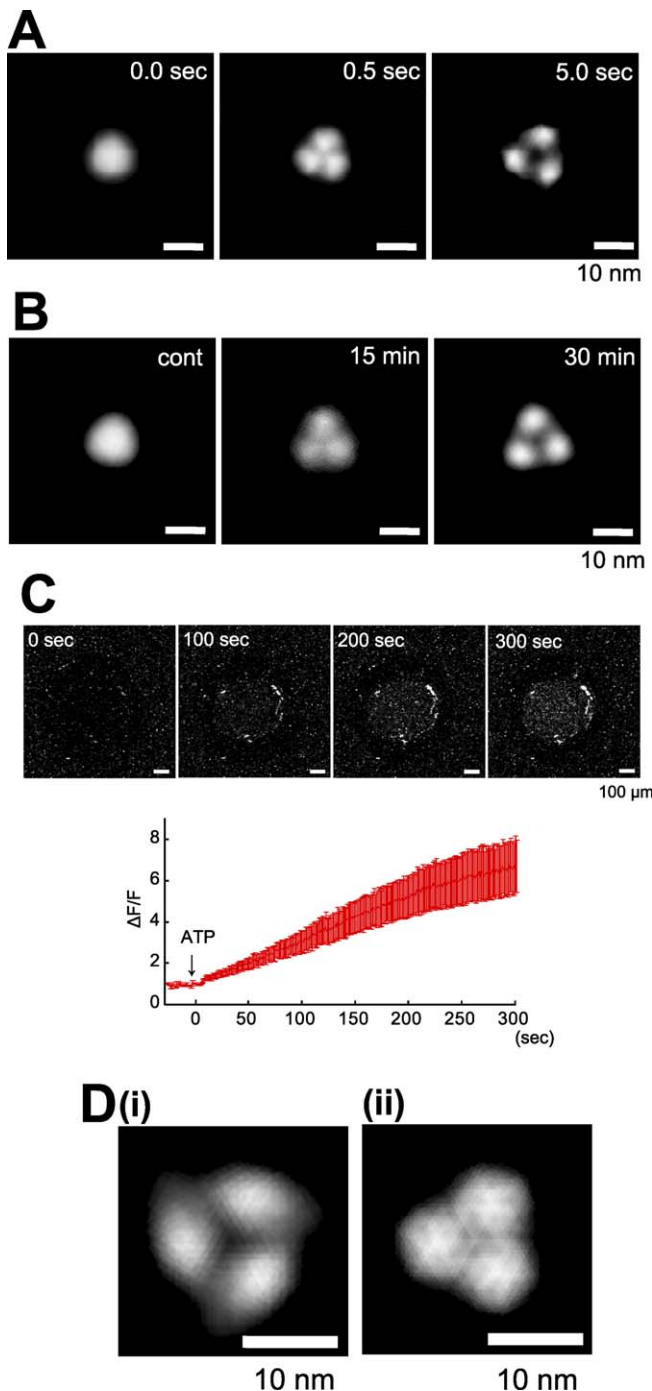 A
0.0 sec
0.5 sec
5.0 sec
10 nm
B
cont
15 min
30 min
10 nm
C
0 sec
100 sec
200 sec
300 sec
100 µm
8
6
4
2
0
ΔF/F
ATP
0
50
100
150
200
250
300
(sec)
D (i)
(ii)
10 nm
10 nm